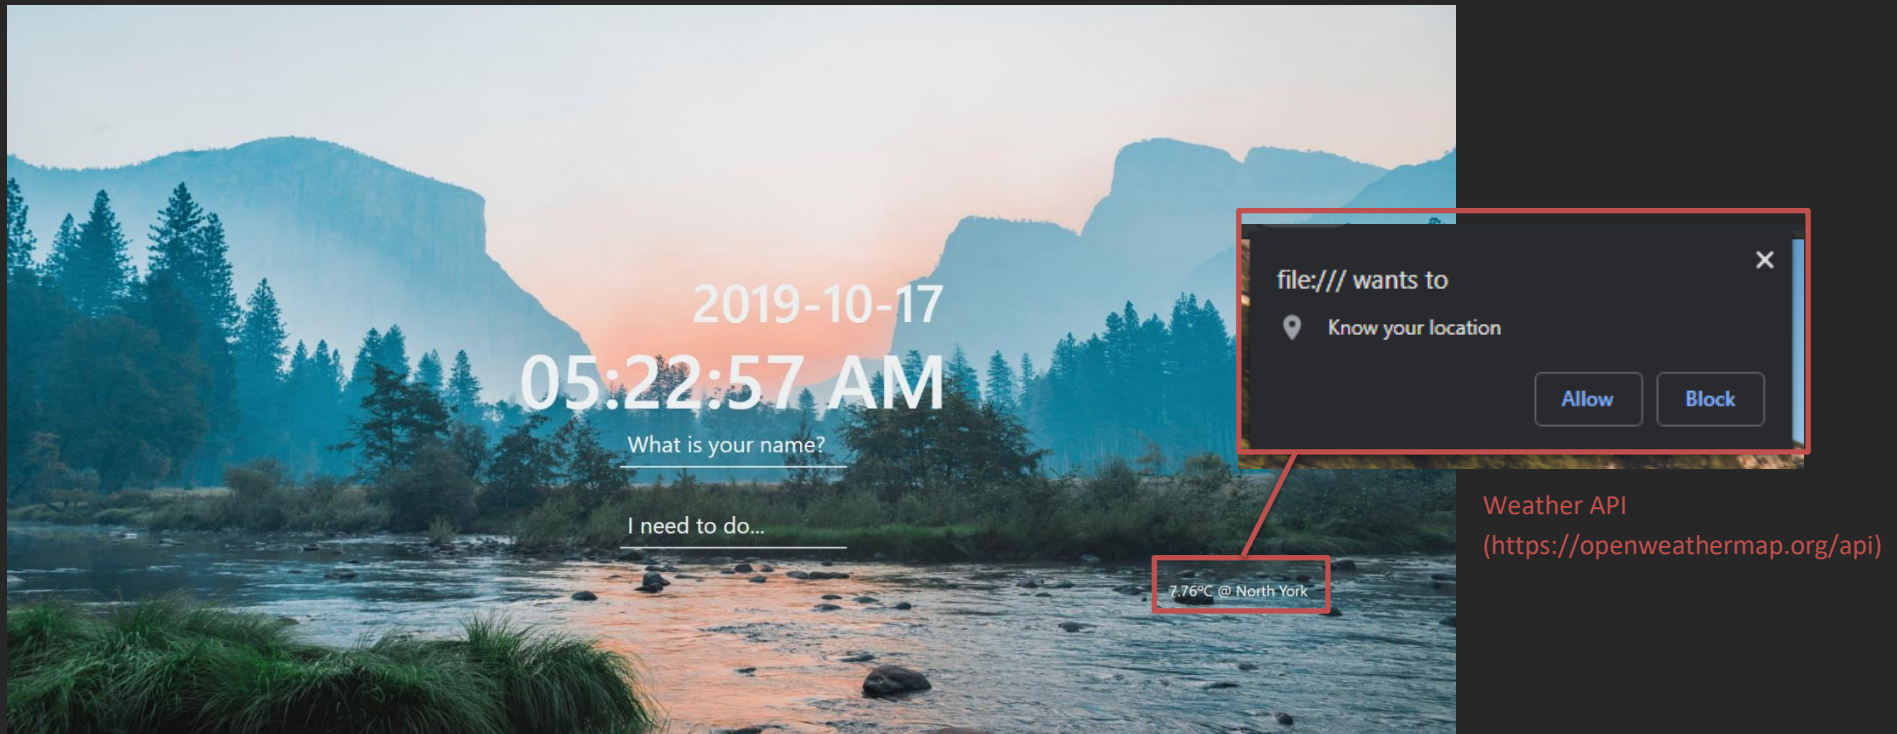 2019-10-17
05:22:57 AM
What is your name?
I need to do...
7.76ºC @ North York
file:/// wants to
Know your location
Allow
Block
Weather API
(https://openweathermap.org/api)